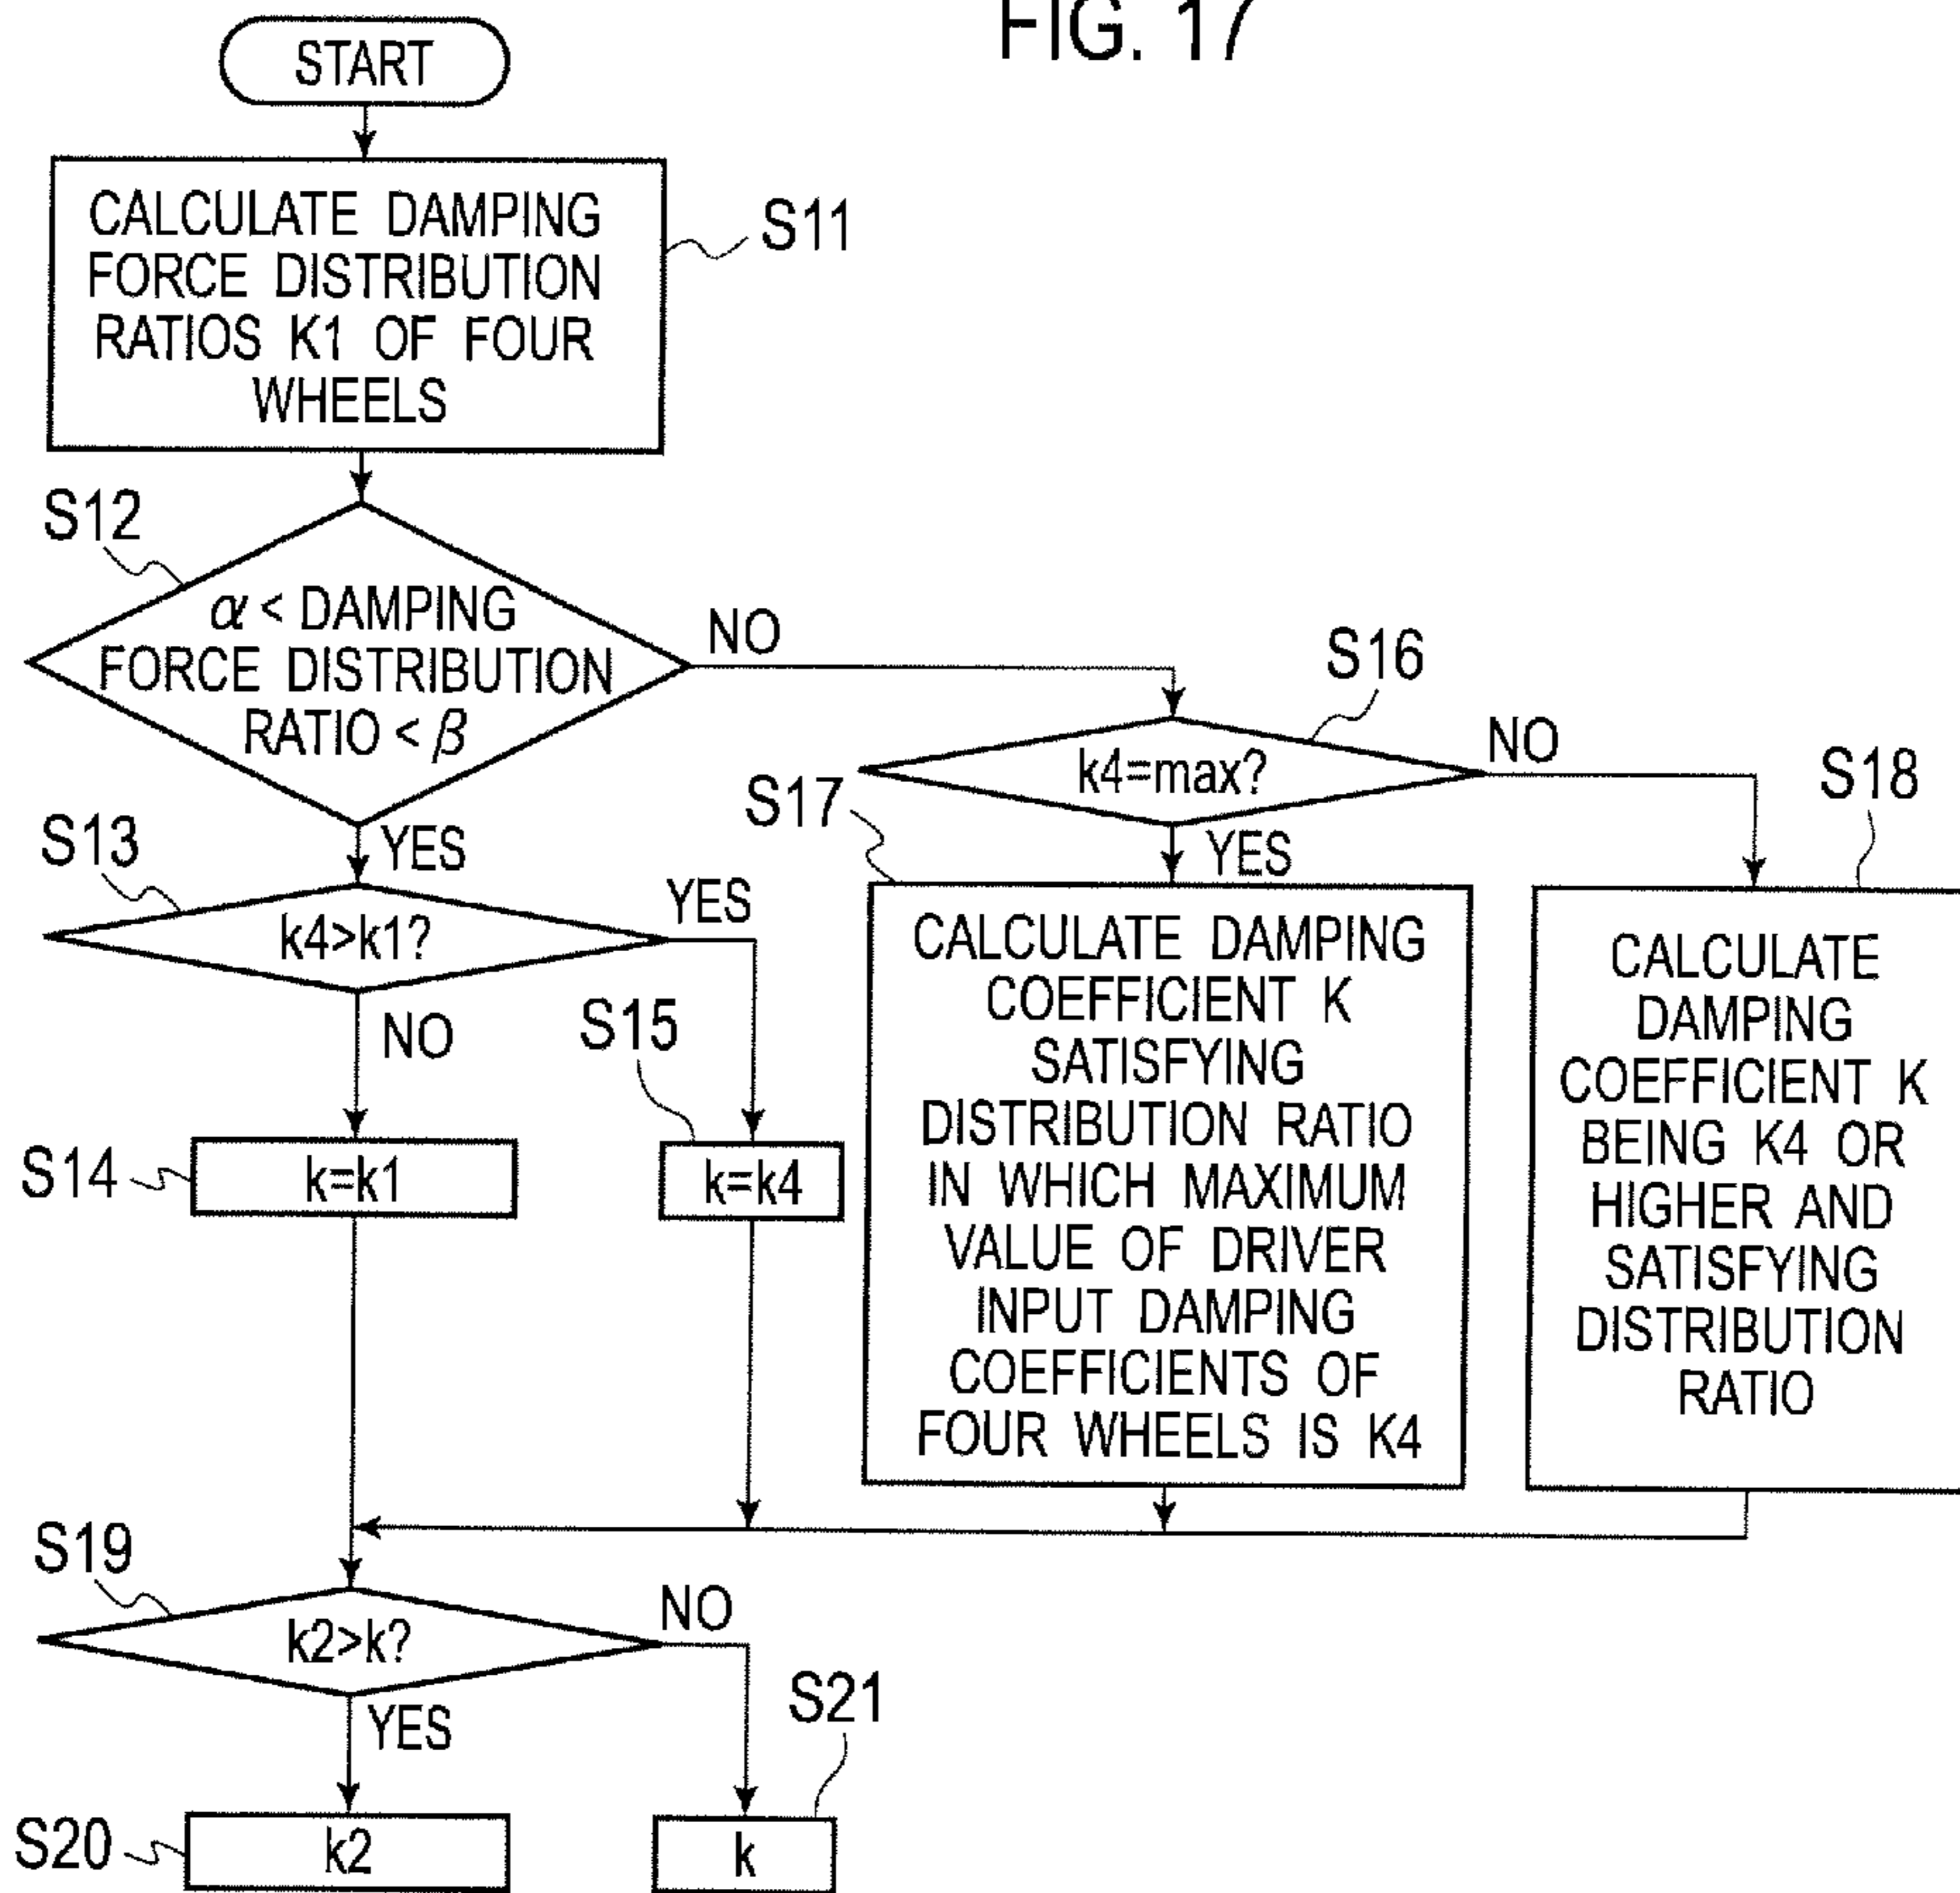 FIG. 17
START
CALCULATE DAMPING
FORCE DISTRIBUTION
RATIOS K1 OF FOUR
WHEELS
S11
S12
α < DAMPING
FORCE DISTRIBUTION
RATIO < β
NO
YES
S13
k4>k1?
YES
NO
S14
k=k1
S15
k=k4
S16
k4=max?
NO
YES
S17
CALCULATE DAMPING
COEFFICIENT K
SATISFYING
DISTRIBUTION RATIO
IN WHICH MAXIMUM
VALUE OF DRIVER
INPUT DAMPING
COEFFICIENTS OF
FOUR WHEELS IS K4
S18
CALCULATE
DAMPING
COEFFICIENT K
BEING K4 OR
HIGHER AND
SATISFYING
DISTRIBUTION
RATIO
S19
k2>k?
NO
YES
S20
k2
S21
k